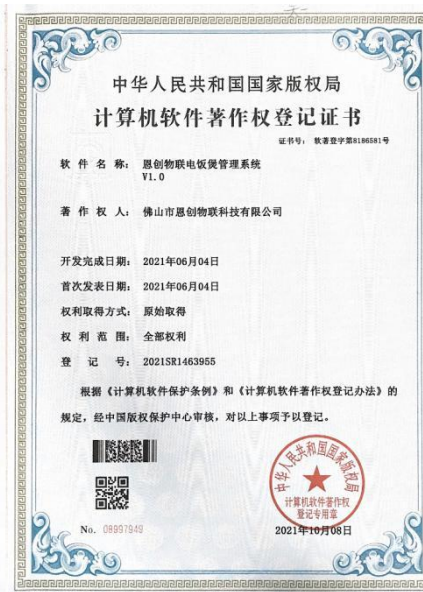 中华人民共和国国家版权局
计算机软件著作权登记证书
证书号： 软著登字第8186581号
软件名称： 恩创物联电饭煲管理系统
V1.0
著作权人： 佛山市恩创物联科技有限公司
开发完成日期： 2021年06月04日
首次发表日期： 2021年06月04日
权利取得方式： 原始取得
权利范围： 全部权利
登记号： 2021SR1463955
根据《计算机软件保护条例》和《计算机软件著作权登记办法》的
规定，经中国版权保护中心审核，对以上事项予以登记。
中华人民共和国国家版权局
计算机软件著作权
登记专用章
No. 08997949
2021年10月08日